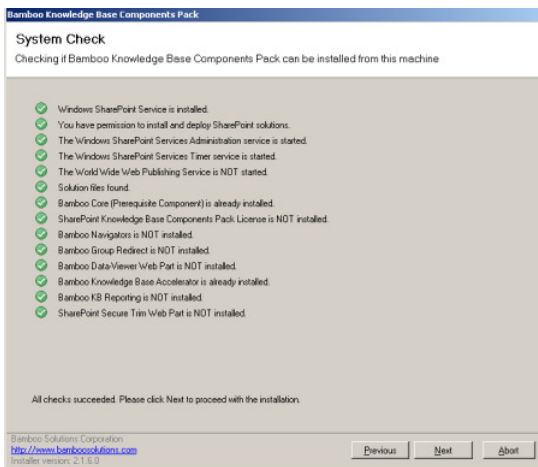 Bamboo Knowledge Base Components Pack
System Check
Checking if Bamboo Knowledge Base Components Pack can be installed from this machine
Windows SharePoint Service is installed.
You have permission to install and deploy SharePoint solutions.
The Windows SharePoint Services Administration service is started.
The Windows SharePoint Services Timer service is started.
The World Wide Web Publishing Service is NOT started.
Solution files found.
Bamboo Core (Prerequisite Component) is already installed.
SharePoint Knowledge Base Components Pack License is NOT installed.
Bamboo Navigators is NOT installed.
Bamboo Group Redirect is NOT installed.
Bamboo Data-Viewer Web Part is NOT installed.
Bamboo Knowledge Base Accelerator is already installed.
Bamboo KB Reporting is NOT installed.
SharePoint Secure Trim Web Part is NOT installed.
All checks succeeded. Please click Next to proceed with the installation.
Bamboo Solutions Corporation
http://www.bamboosolutions.com
Installer version: 2.1.6.0
Previous Next Abort